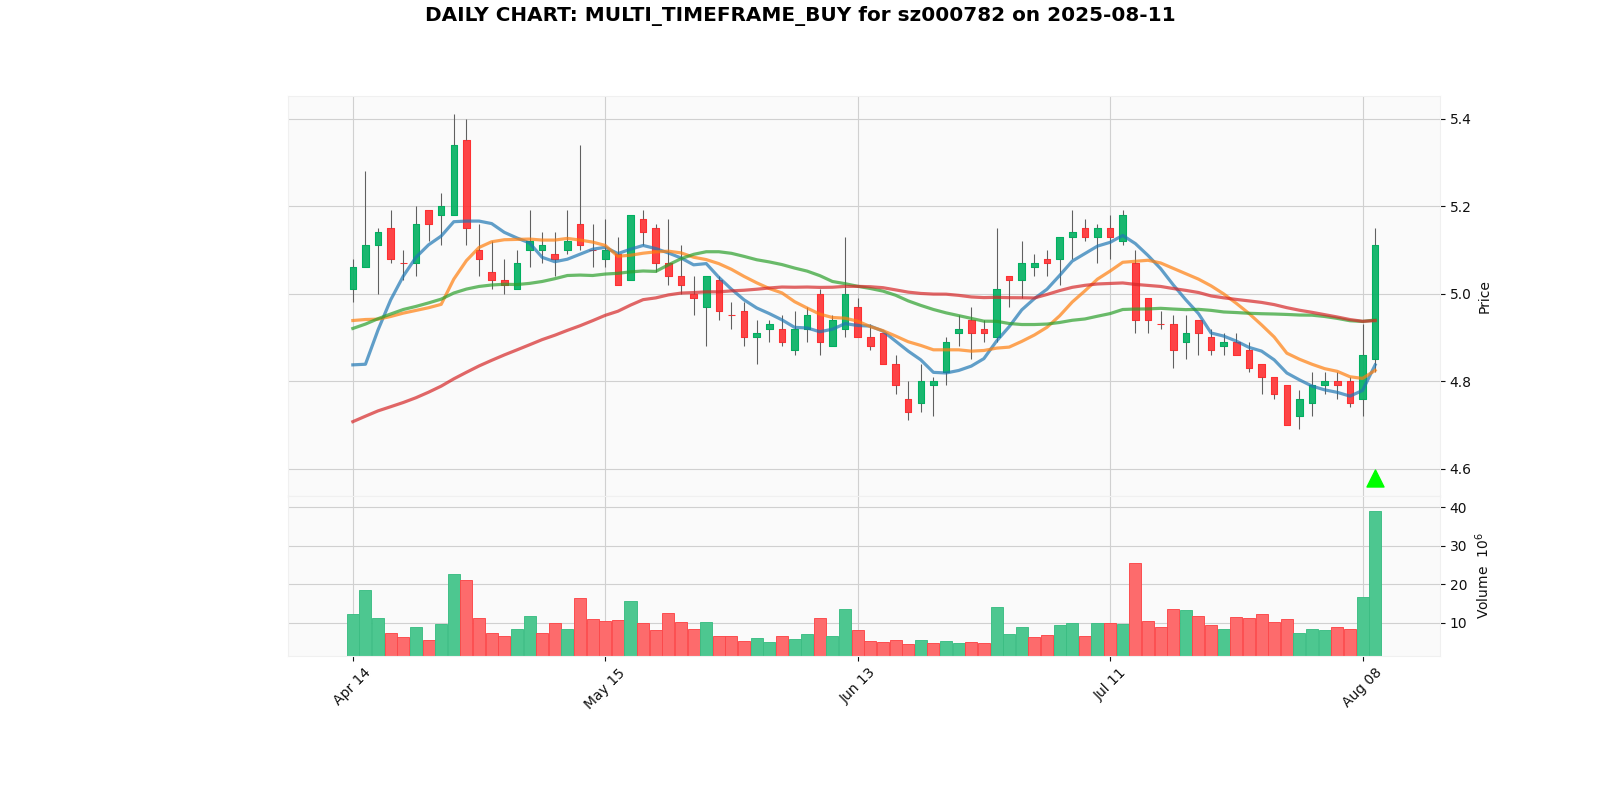 DAILY CHART: MULTI_TIMEFRAME_BUY for sz000782 on 2025-08-11
5.4
5.2
5.0
4.8
4.6
Price
40
30
20
10
Volume 10^6
Apr 14
May 15
Jun 13
Jul 11
Aug 08